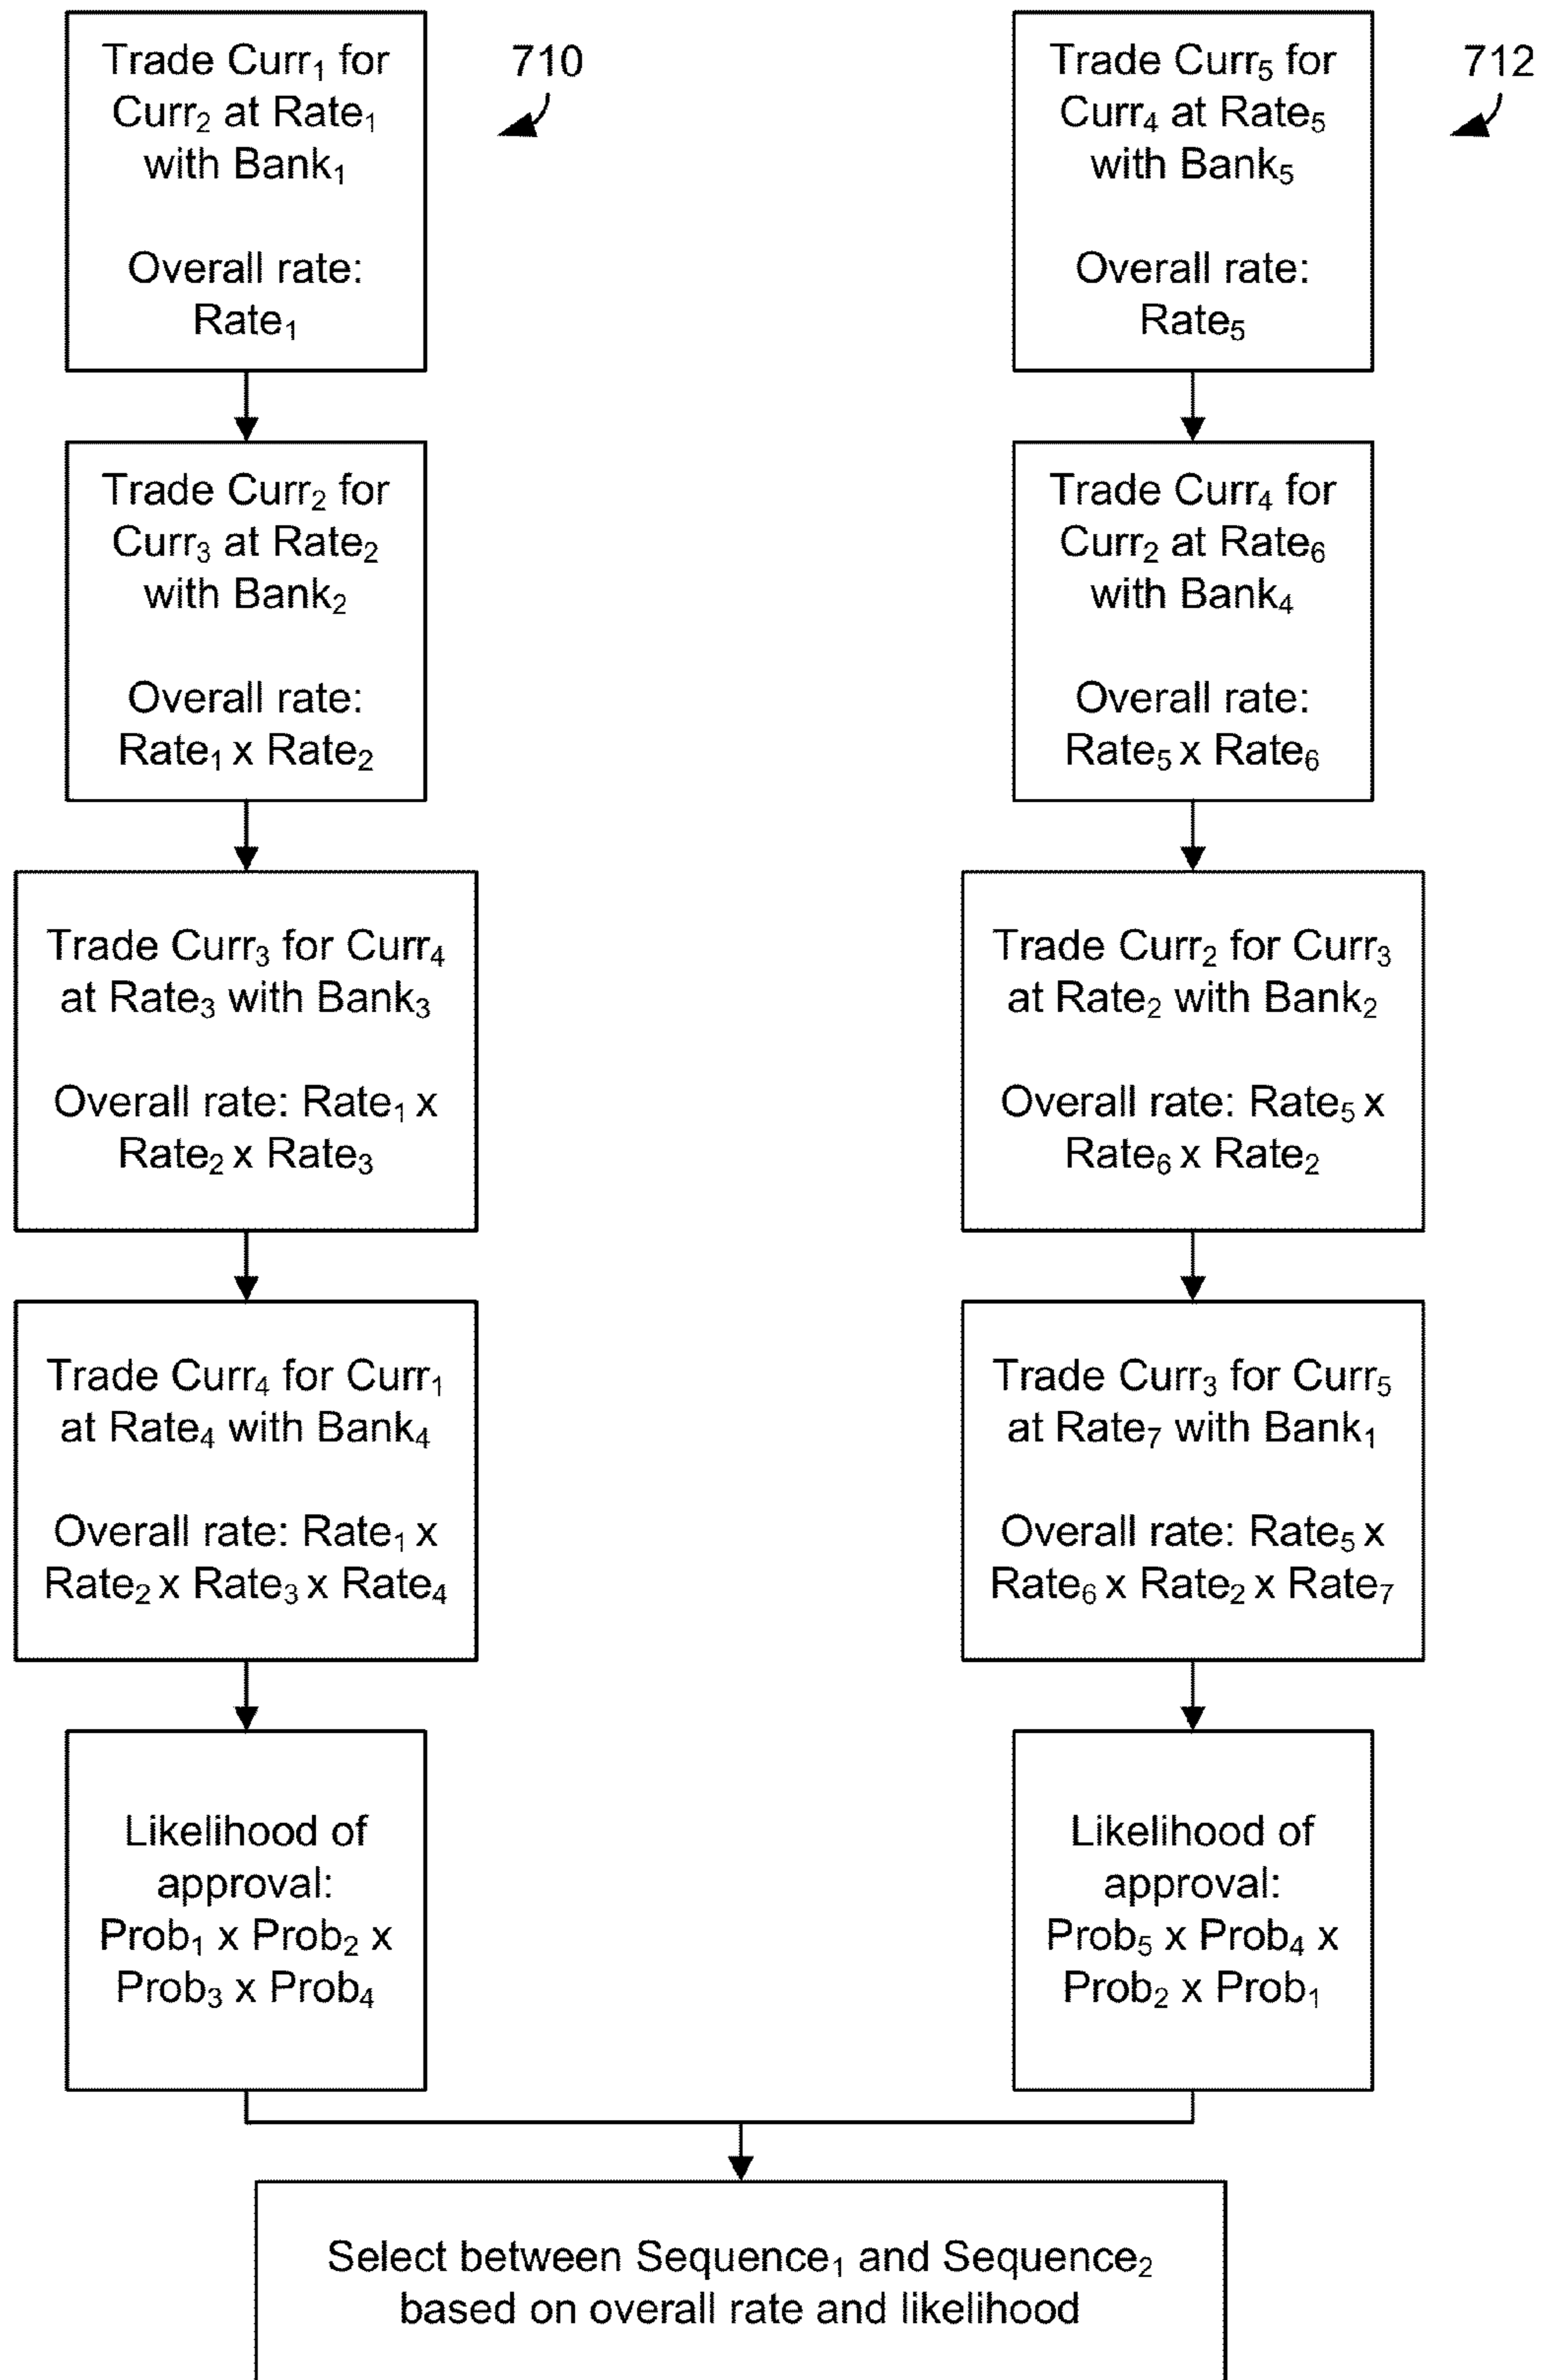 Trade Curr₁ for
Curr₂ at Rate₁
with Bank₁
Overall rate:
Rate₁
710
Trade Curr₂ for
Curr₃ at Rate₂
with Bank₂
Overall rate:
Rate₁ x Rate₂
Trade Curr₃ for Curr₄
at Rate₃ with Bank₃
Overall rate: Rate₁ x
Rate₂ x Rate₃
Trade Curr₄ for Curr₁
at Rate₄ with Bank₄
Overall rate: Rate₁ x
Rate₂ x Rate₃ x Rate₄
Likelihood of
approval:
Prob₁ x Prob₂ x
Prob₃ x Prob₄
Trade Curr₅ for
Curr₄ at Rate₅
with Bank₅
Overall rate:
Rate₅
712
Trade Curr₄ for
Curr₂ at Rate₆
with Bank₄
Overall rate:
Rate₅ x Rate₆
Trade Curr₂ for Curr₃
at Rate₂ with Bank₂
Overall rate: Rate₅ x
Rate₆ x Rate₂
Trade Curr₃ for Curr₅
at Rate₇ with Bank₁
Overall rate: Rate₅ x
Rate₆ x Rate₂ x Rate₇
Likelihood of
approval:
Prob₅ x Prob₄ x
Prob₂ x Prob₁
Select between Sequence₁ and Sequence₂
based on overall rate and likelihood